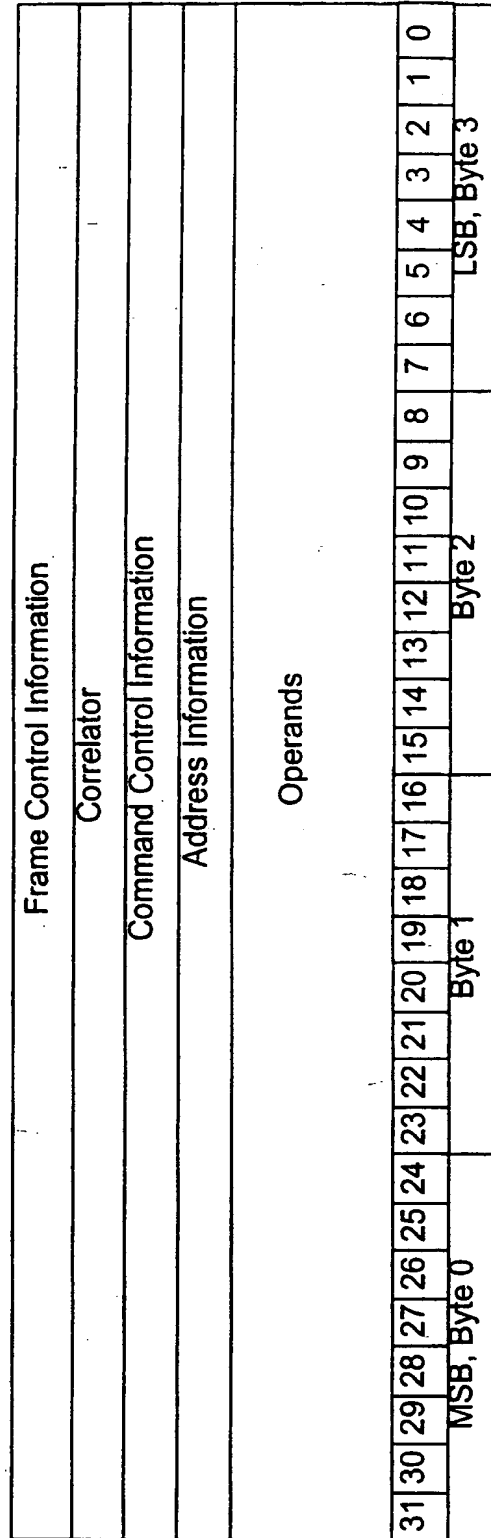 Frame Control Information
Correlator
Command Control Information
Address Information
Operands
31 30 29 28 27 26 25 24 23 22 21 20 19 18 17 16 15 14 13 12 11 10 9 8 7 6 5 4 3 2 1 0
MSB, Byte 0 Byte 1 Byte 2 LSB, Byte 3